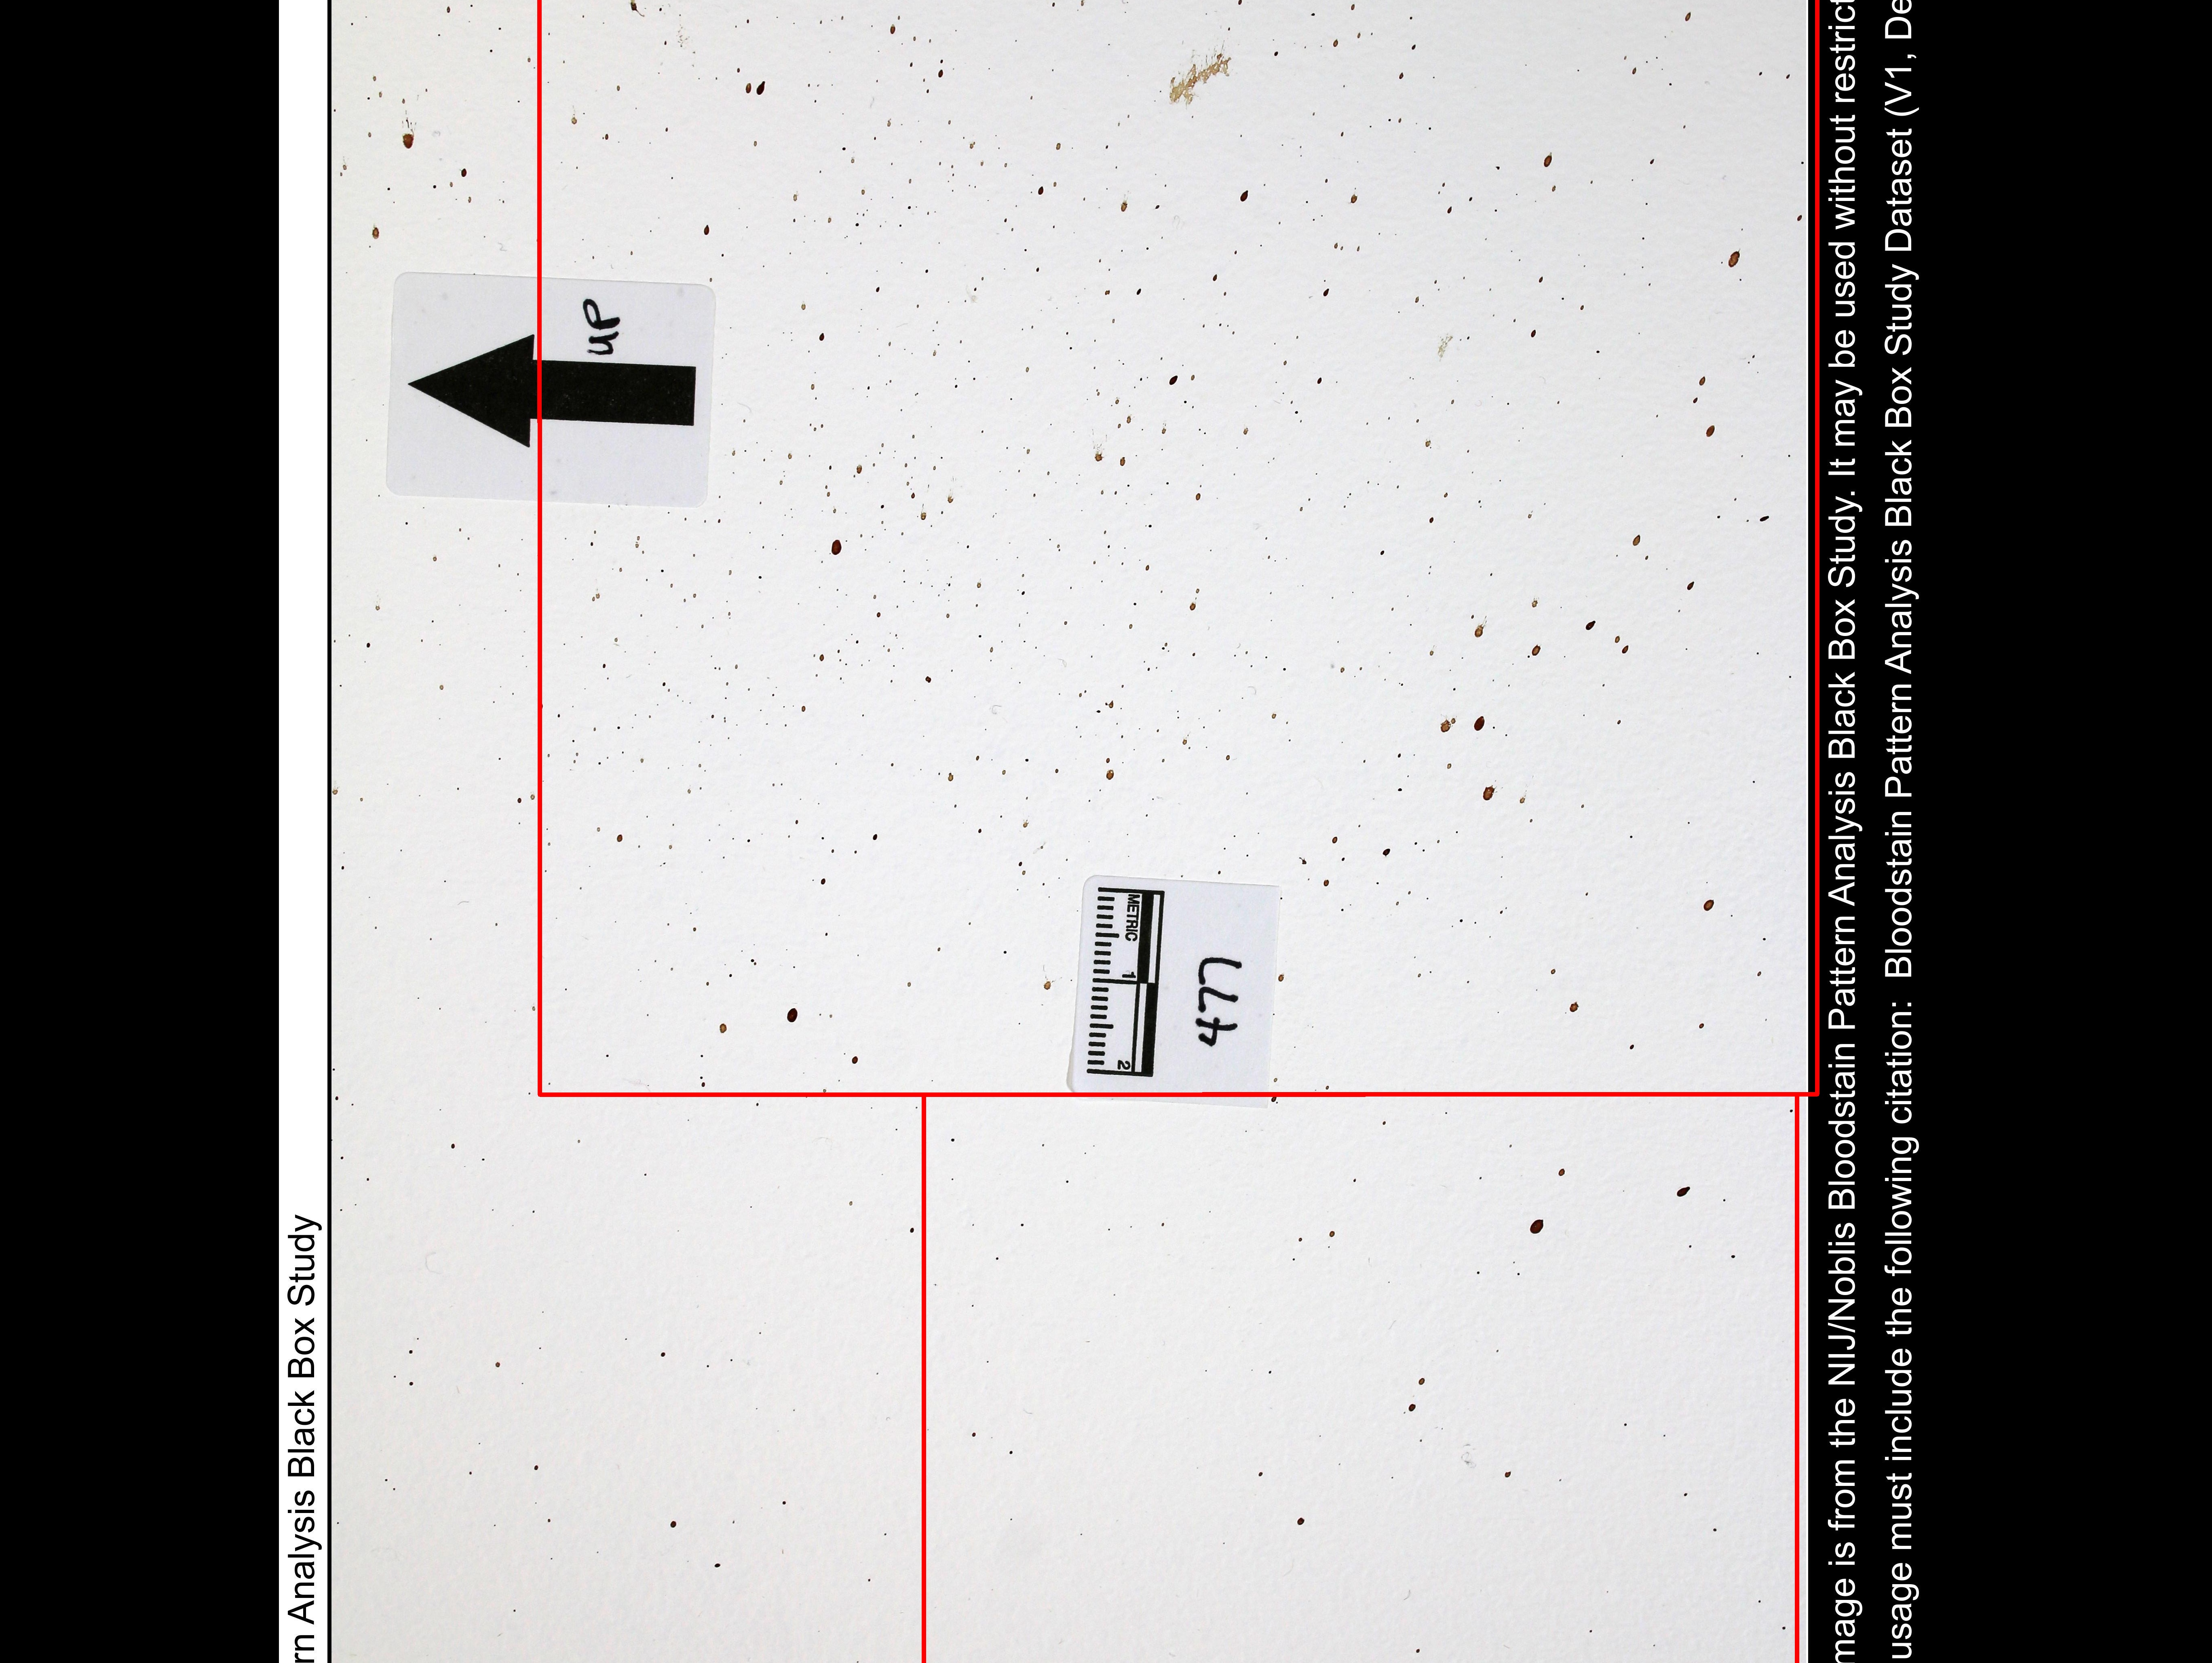 rn Analysis Black Box Study
UP
METRIC 1 2
mage is from the NIJ/Noblis Bloodstain Pattern Analysis Black Box Study. It may be used without restrict
usage must include the following citation: Bloodstain Pattern Analysis Black Box Study Dataset (V1, De